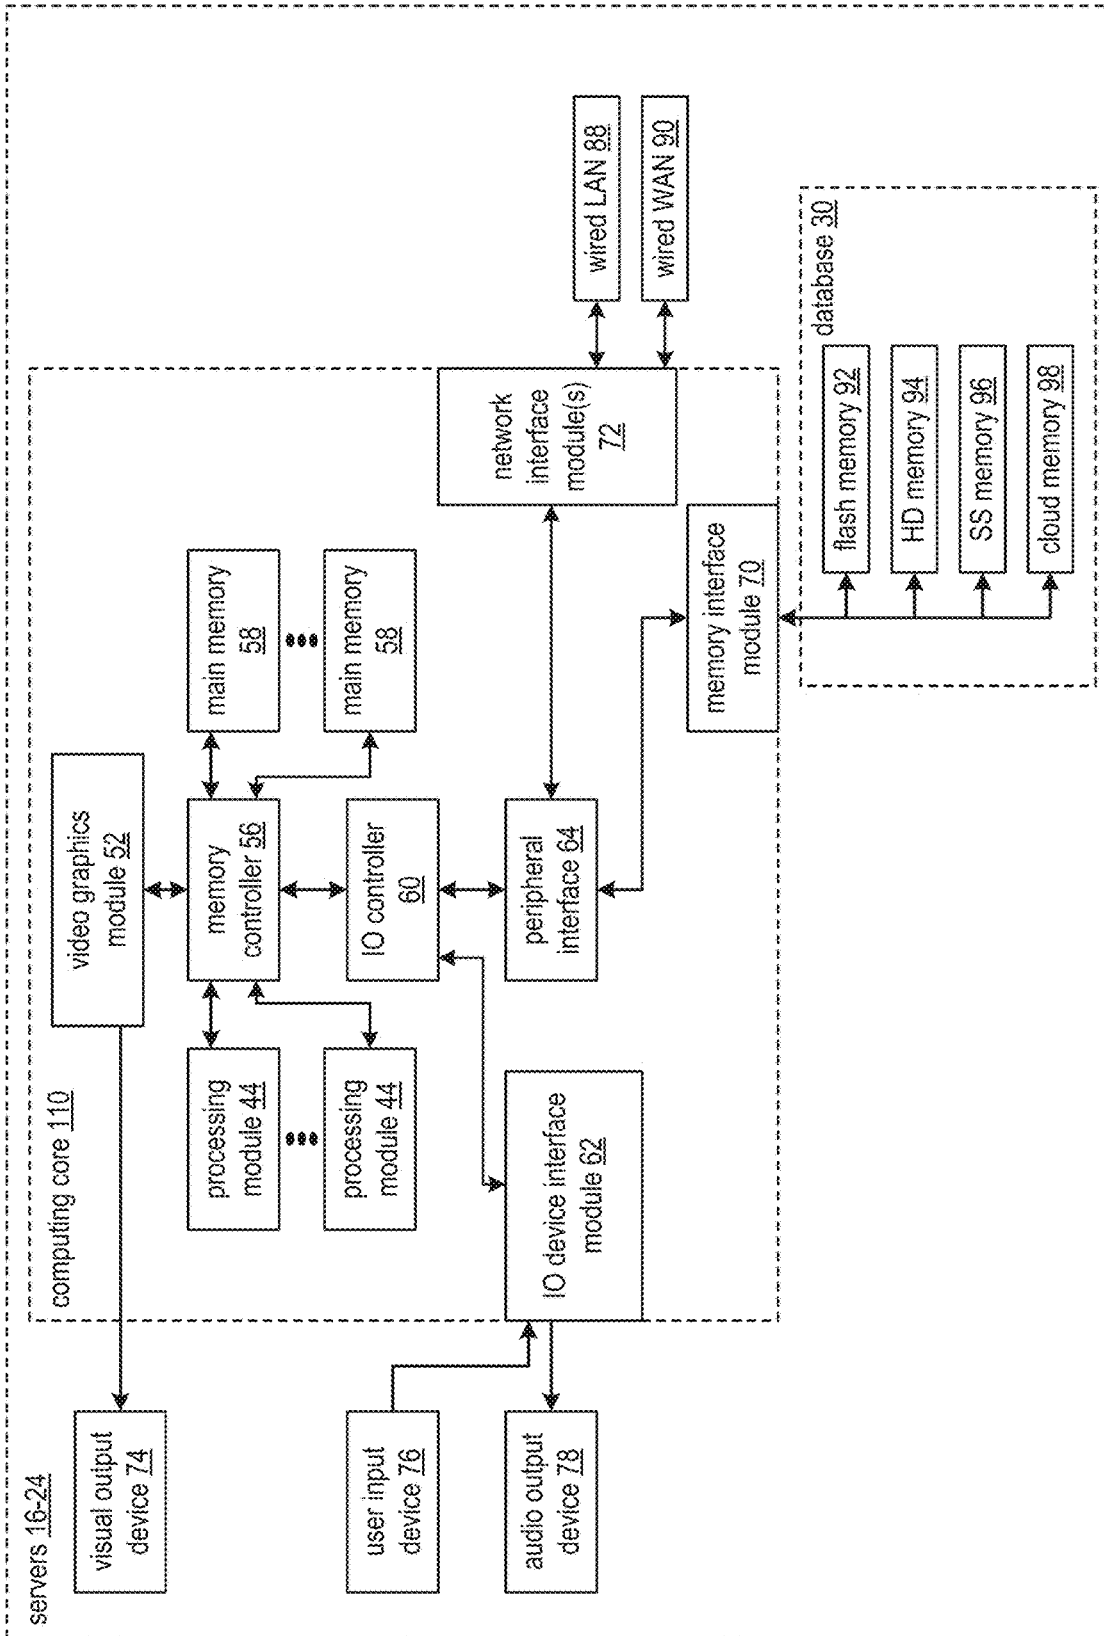 servers 16-24
computing core 110
visual output
device 74
video graphics
module 52
processing
module 44
memory
controller 56
main memory
58
user input
device 76
processing
module 44
IO controller
60
main memory
58
audio output
device 78
IO device interface
module 62
peripheral
interface 64
network
interface
module(s)
72
wired LAN 88
wired WAN 90
memory interface
module 70
database 30
flash memory 92
HD memory 94
SS memory 96
cloud memory 98